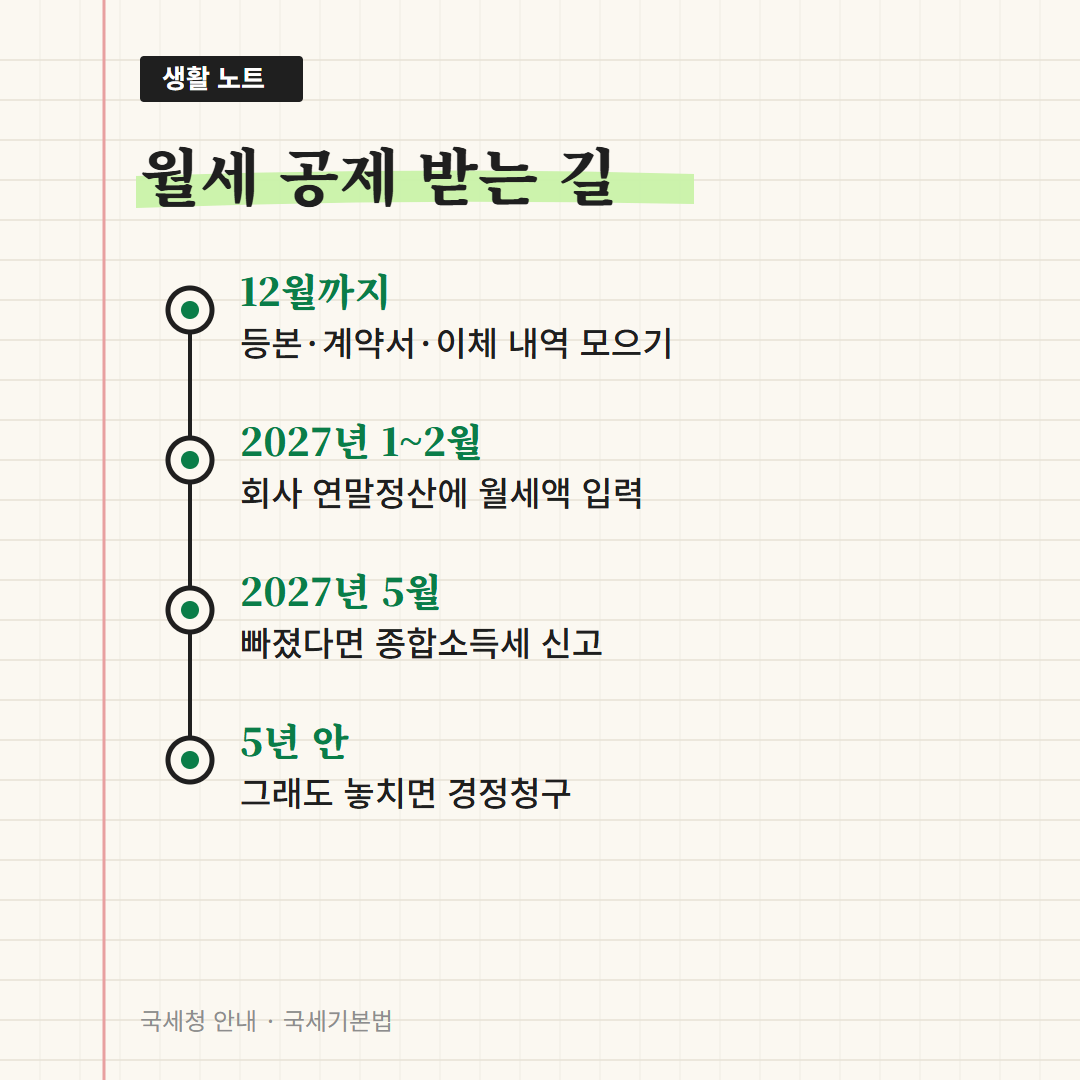 생활 노트
월세 공제 받는 길
12월까지
등본·계약서·이체 내역 모으기
2027년 1~2월
회사 연말정산에 월세액 입력
2027년 5월
빠졌다면 종합소득세 신고
5년 안
그래도 놓치면 경정청구
국세청 안내 · 국세기본법